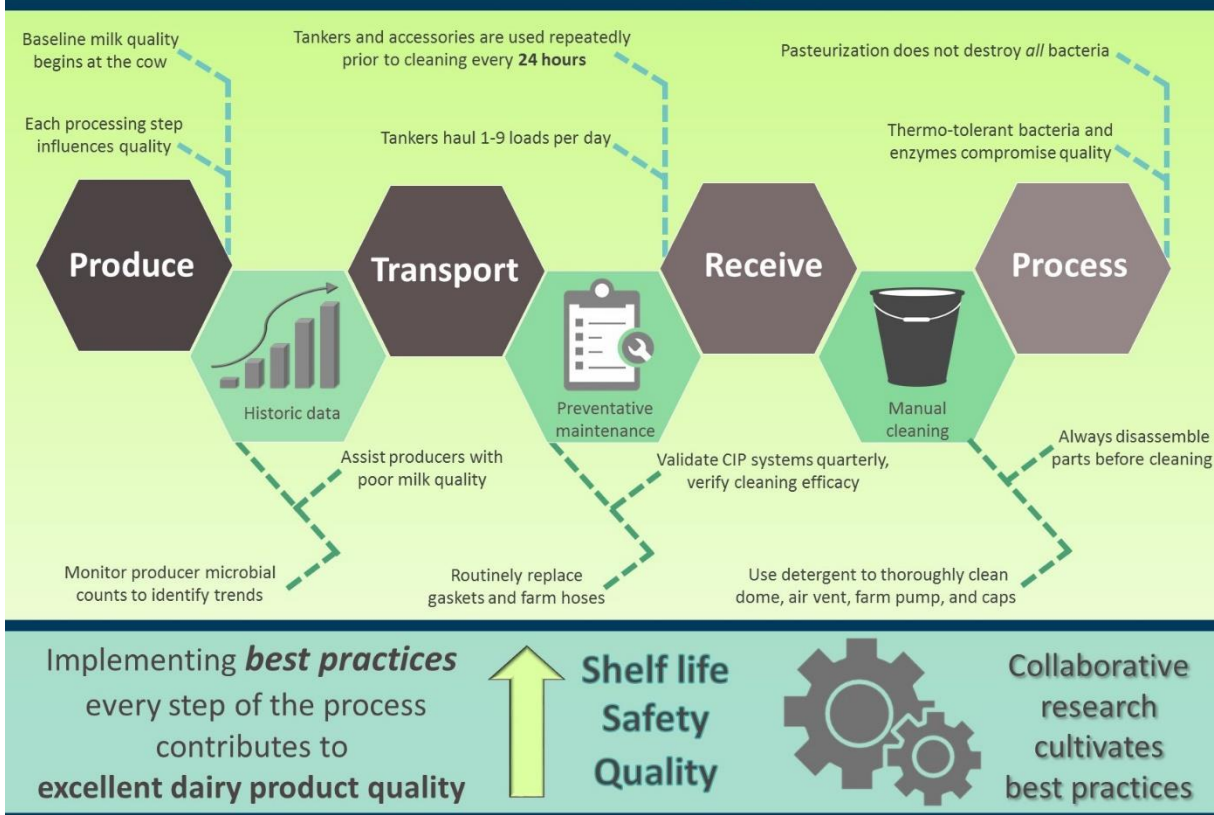 Baseline milk quality
begins at the cow
Each processing step
influences quality
Tankers and accessories are used repeatedly
prior to cleaning every 24 hours
Tankers haul 1-9 loads per day
Pasteurization does not destroy all bacteria
Thermo-tolerant bacteria and
enzymes compromise quality
Produce
Transport
Receive
Process
Historic data
Preventative
maintenance
Manual
cleaning
Assist producers with
poor milk quality
Monitor producer microbial
counts to identify trends
Validate CIP systems quarterly,
verify cleaning efficacy
Routinely replace
gaskets and farm hoses
Always disassemble
parts before cleaning
Use detergent to thoroughly clean
dome, air vent, farm pump, and caps
Implementing best practices
every step of the process
contributes to
excellent dairy product quality
Shelf life
Safety
Quality
Collaborative
research
cultivates
best practices